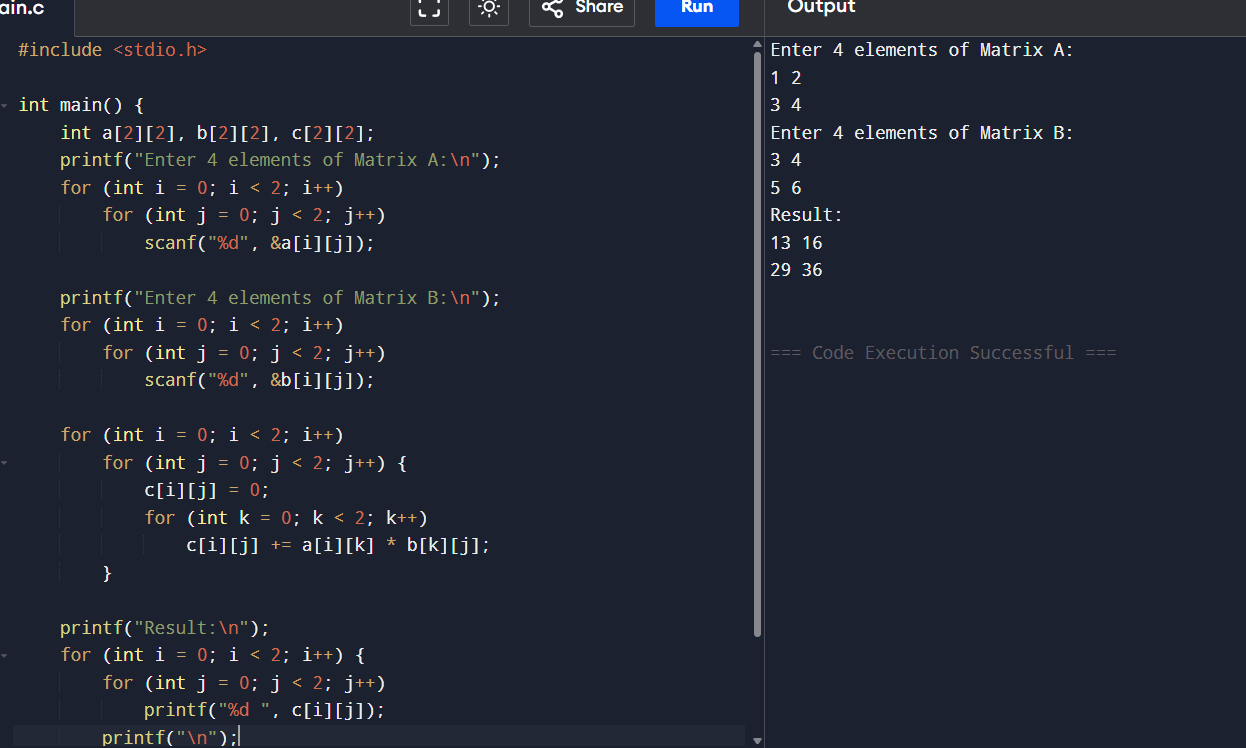 ain.c
Share
Run
Output
#include <stdio.h>
int main() {
    int a[2][2], b[2][2], c[2][2];
    printf("Enter 4 elements of Matrix A:\n");
    for (int i = 0; i < 2; i++)
        for (int j = 0; j < 2; j++)
            scanf("%d", &a[i][j]);
    printf("Enter 4 elements of Matrix B:\n");
    for (int i = 0; i < 2; i++)
        for (int j = 0; j < 2; j++)
            scanf("%d", &b[i][j]);
    for (int i = 0; i < 2; i++)
        for (int j = 0; j < 2; j++) {
            c[i][j] = 0;
            for (int k = 0; k < 2; k++)
                c[i][j] += a[i][k] * b[k][j];
        }
    printf("Result:\n");
    for (int i = 0; i < 2; i++) {
        for (int j = 0; j < 2; j++)
            printf("%d ", c[i][j]);
        printf("\n");
Enter 4 elements of Matrix A:
1 2
3 4
Enter 4 elements of Matrix B:
3 4
5 6
Result:
13 16
29 36
=== Code Execution Successful ===